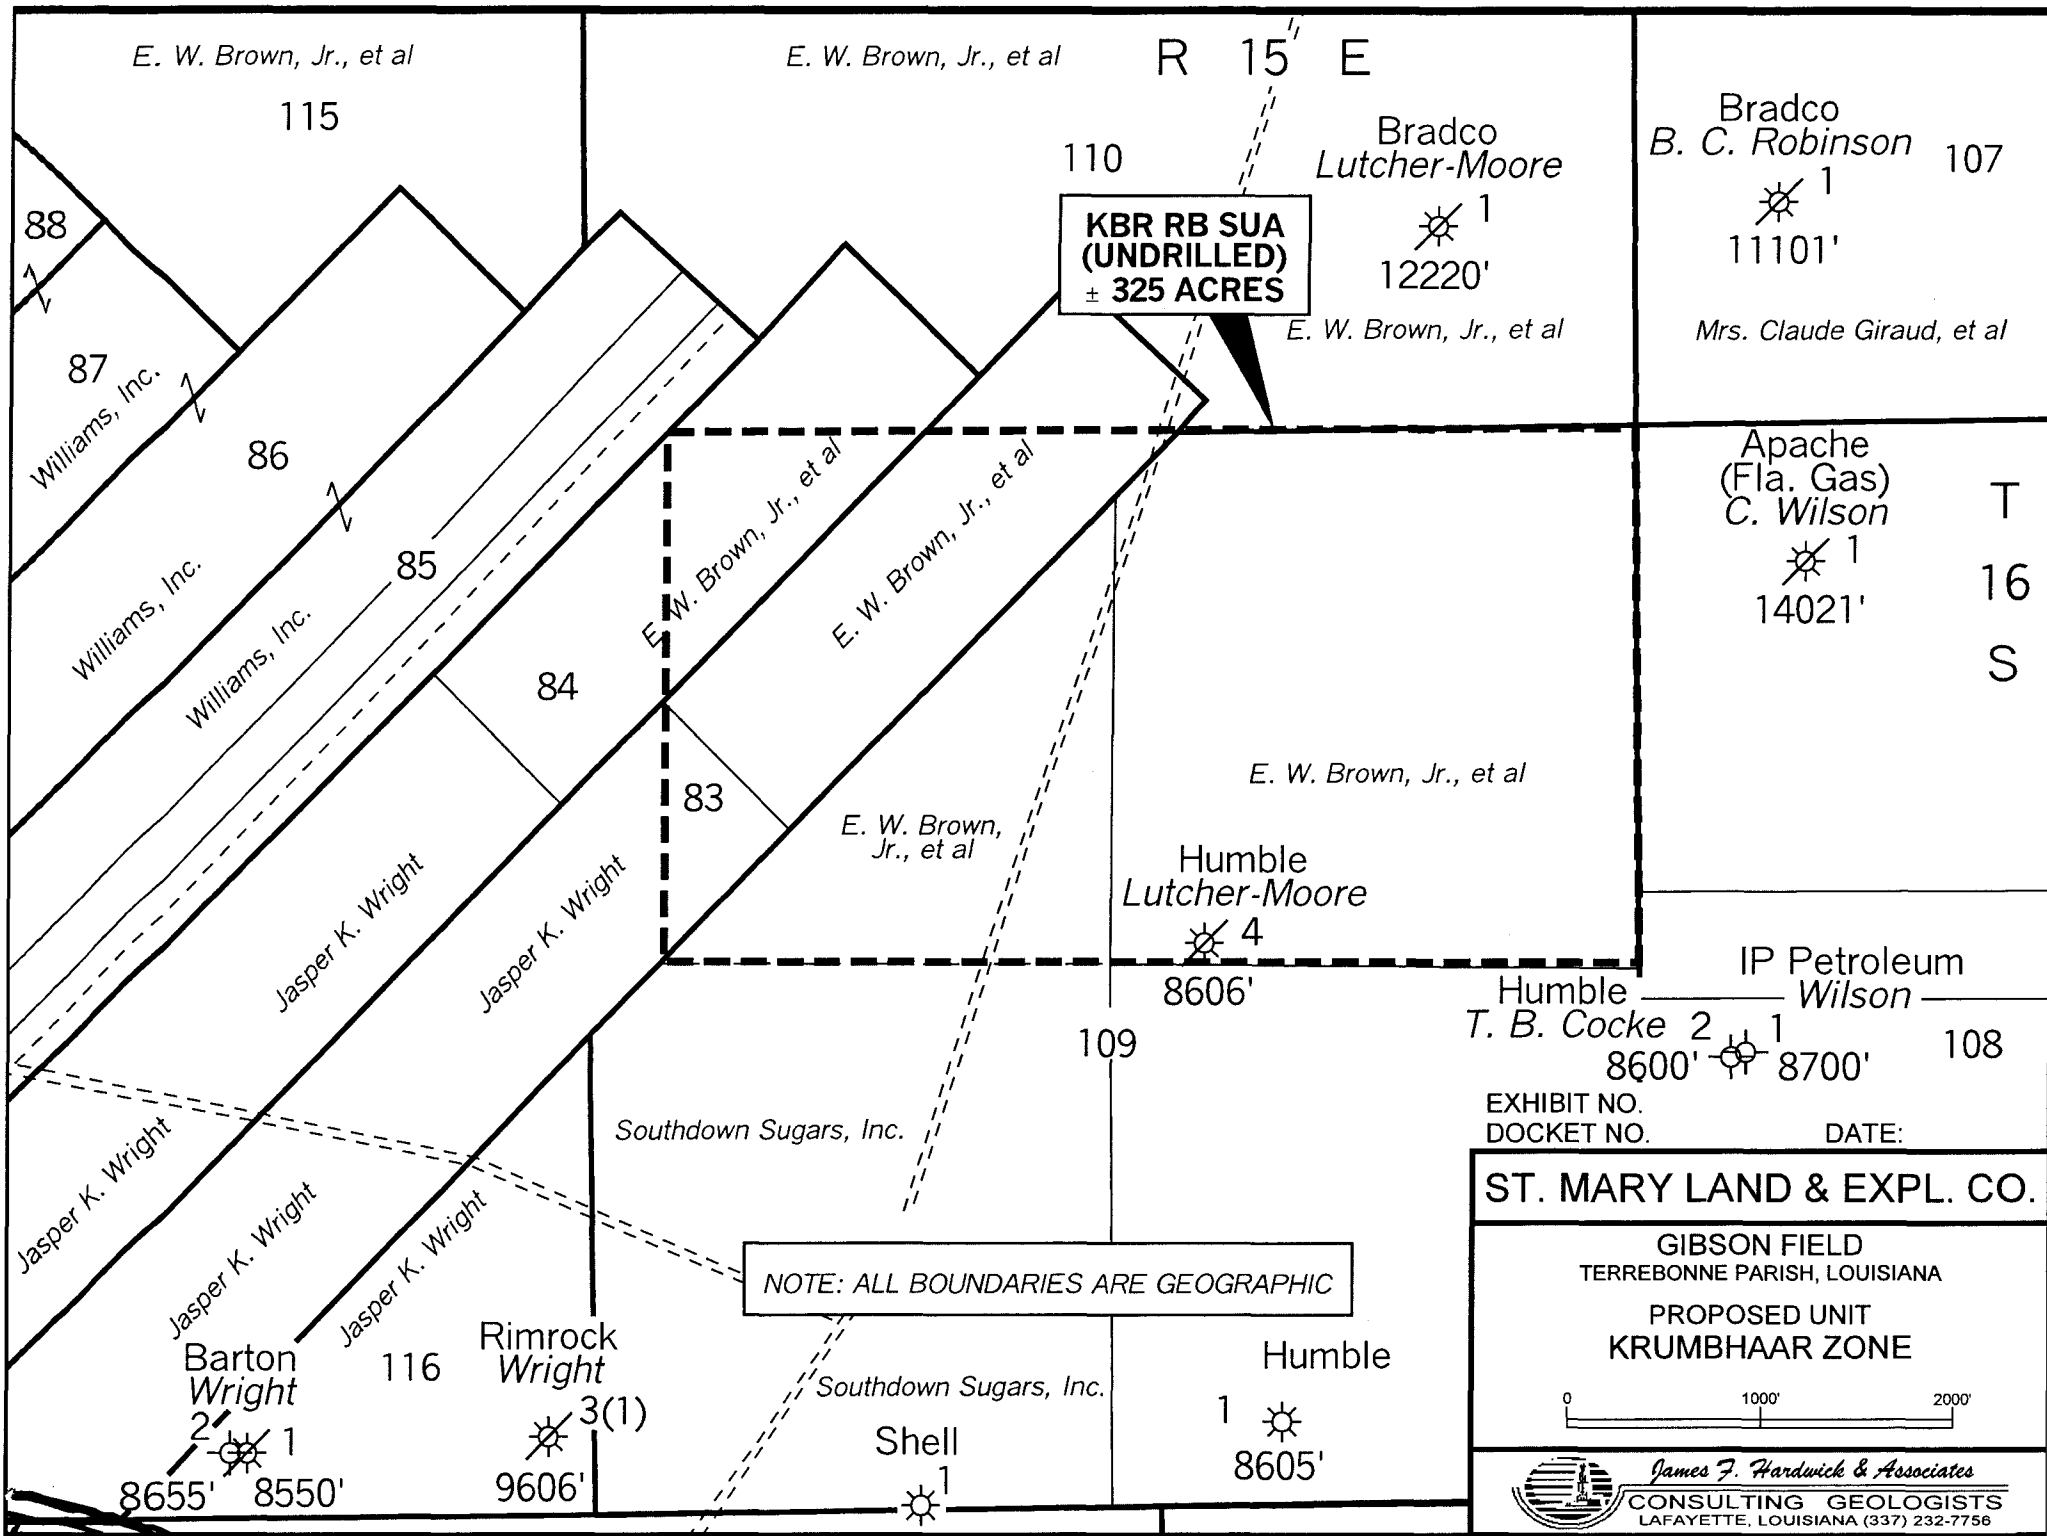 E. W. Brown, Jr., et al
115
E. W. Brown, Jr., et al
R 15 E
110
Bradco
Lutcher-Moore
1
12220'
E. W. Brown, Jr., et al
Bradco
B. C. Robinson
1
11101'
107
Mrs. Claude Giraud, et al
KBR RB SUA
(UNDRILLED)
± 325 ACRES
88
87
Williams, Inc.
86
Williams, Inc.
85
Williams, Inc.
84
E. W. Brown, Jr., et al
E. W. Brown, Jr., et al
83
Apache
(Fla. Gas)
C. Wilson
1
14021'
T
16
S
E. W. Brown, Jr., et al
E. W. Brown,
Jr., et al
Humble
Lutcher-Moore
4
8606'
Jasper K. Wright
Jasper K. Wright
109
IP Petroleum
Wilson
1
8700'
Humble
T. B. Cocke 2
8600'
108
Southdown Sugars, Inc.
Jasper K. Wright
Jasper K. Wright
Jasper K. Wright
NOTE: ALL BOUNDARIES ARE GEOGRAPHIC
Barton
Wright
2
1
8655'
8550'
116
Rimrock
Wright
3(1)
9606'
Southdown Sugars, Inc.
Shell
1
Humble
1
8605'
EXHIBIT NO.
DOCKET NO. DATE:
ST. MARY LAND & EXPL. CO.
GIBSON FIELD
TERREBONNE PARISH, LOUISIANA
PROPOSED UNIT
KRUMBHAAR ZONE
0 1000' 2000'
James F. Hardwick & Associates
CONSULTING GEOLOGISTS
LAFAYETTE, LOUISIANA (337) 232-7756